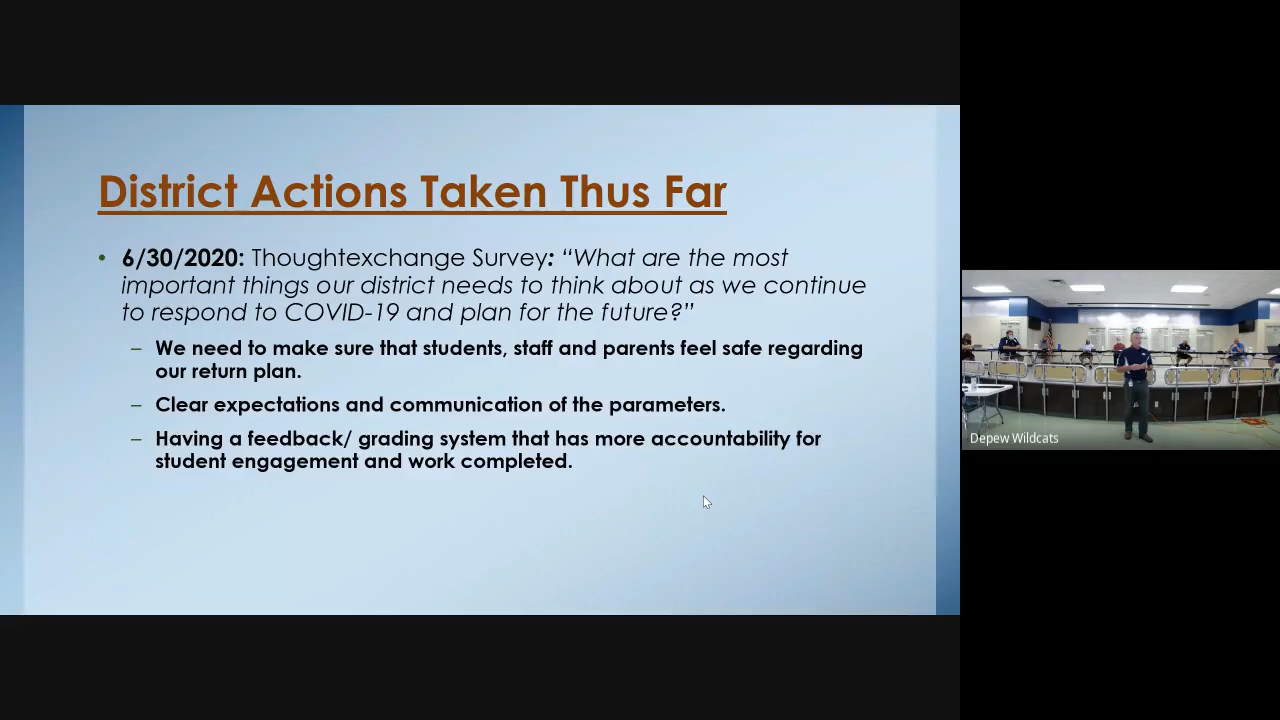 District Actions Taken Thus Far
• 6/30/2020: Thoughtexchange Survey: “What are the most
important things our district needs to think about as we continue
to respond to COVID-19 and plan for the future?”
– We need to make sure that students, staff and parents feel safe regarding
our return plan.
– Clear expectations and communication of the parameters.
– Having a feedback/ grading system that has more accountability for
student engagement and work completed.
Depew Wildcats